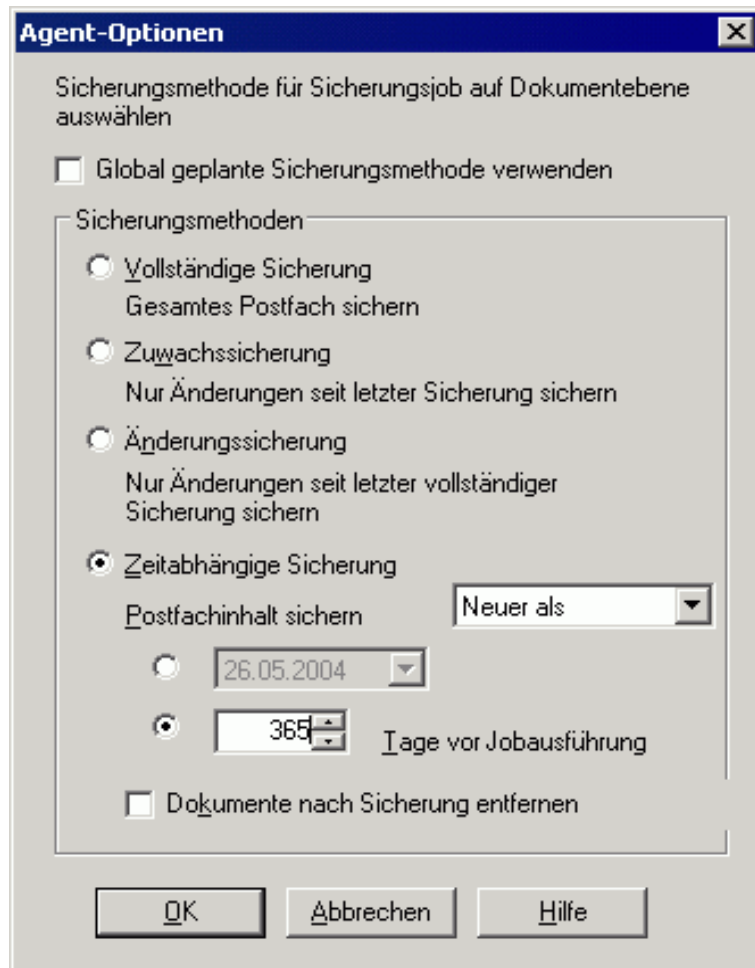 Agent-Optionen
Sicherungsmethode für Sicherungsjob auf Dokumentebene
auswählen
Global geplante Sicherungsmethode verwenden
Sicherungsmethoden
Vollständige Sicherung
Gesamtes Postfach sichern
Zuwachssicherung
Nur Änderungen seit letzter Sicherung sichern
Änderungssicherung
Nur Änderungen seit letzter vollständiger
Sicherung sichern
Zeitabhängige Sicherung
Postfachinhalt sichern Neuer als
26.05.2004
365 Tage vor Jobausführung
Dokumente nach Sicherung entfernen
OK Abbrechen Hilfe